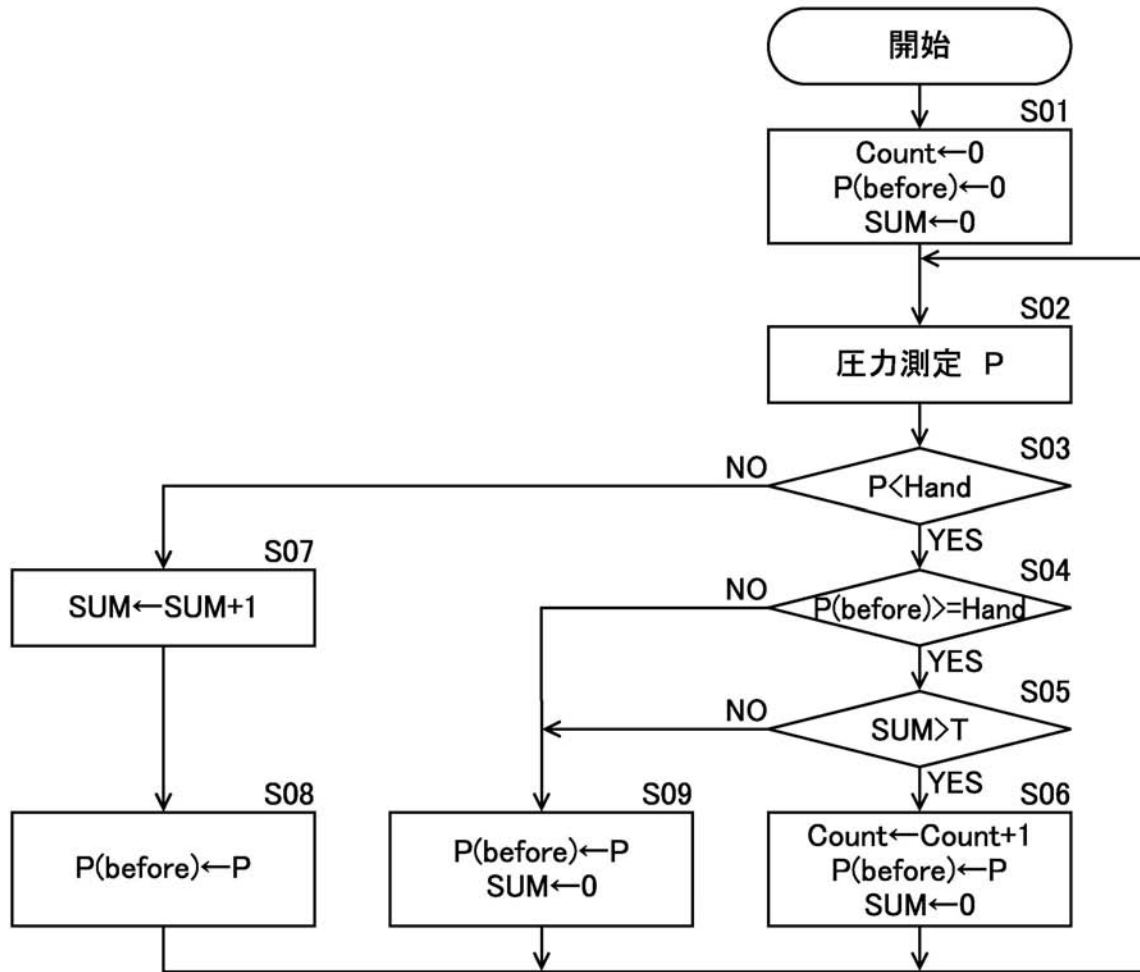 開始
S01
Count←0
P(before)←0
SUM←0
S02
圧力測定 P
S03
P<Hand
NO
YES
S07
SUM←SUM+1
S04
P(before)>=Hand
NO
YES
S05
SUM>T
NO
YES
S08
P(before)←P
S09
P(before)←P
SUM←0
S06
Count←Count+1
P(before)←P
SUM←0